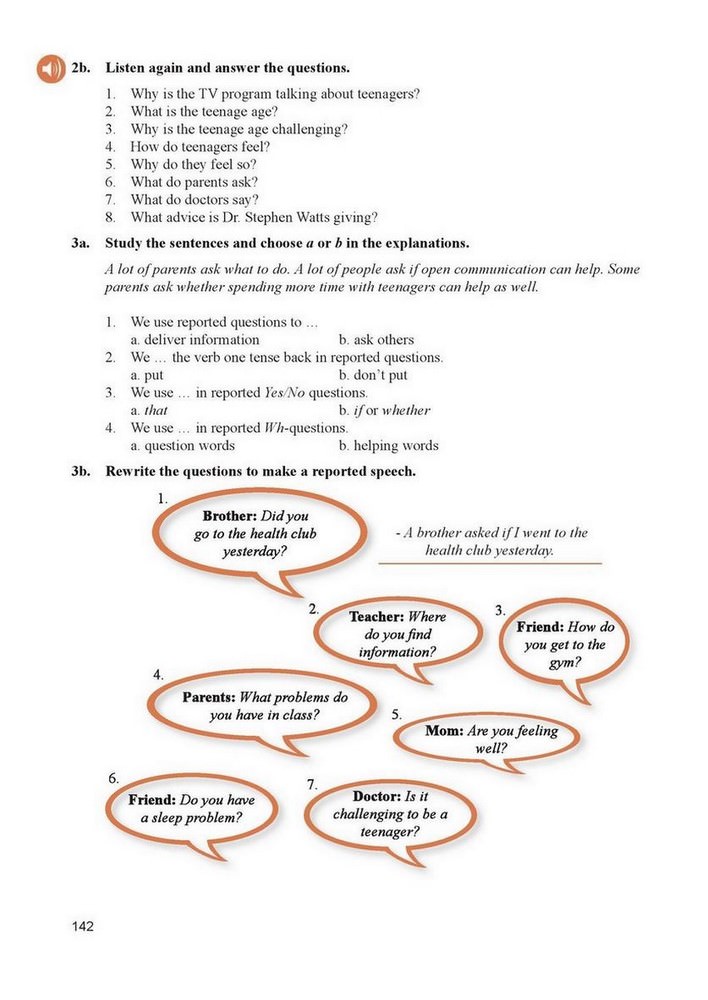 2b. Listen again and answer the questions.
1. Why is the TV program talking about teenagers?
2. What is the teenage age?
3. Why is the teenage age challenging?
4. How do teenagers feel?
5. Why do they feel so?
6. What do parents ask?
7. What do doctors say?
8. What advice is Dr. Stephen Watts giving?
3a. Study the sentences and choose a or b in the explanations.
A lot of parents ask what to do. A lot of people ask if open communication can help. Some
parents ask whether spending more time with teenagers can help as well.
1. We use reported questions to …
a. deliver information b. ask others
2. We … the verb one tense back in reported questions.
a. put b. don't put
3. We use … in reported Yes/No questions.
a. that b. if or whether
4. We use … in reported Wh-questions.
a. question words b. helping words
3b. Rewrite the questions to make a reported speech.
1.
Brother: Did you
go to the health club
yesterday?
- A brother asked if I went to the
health club yesterday.
2.
Teacher: Where
do you find
information?
3.
Friend: How do
you get to the
gym?
4.
Parents: What problems do
you have in class?
5.
Mom: Are you feeling
well?
6.
Friend: Do you have
a sleep problem?
7.
Doctor: Is it
challenging to be a
teenager?
142